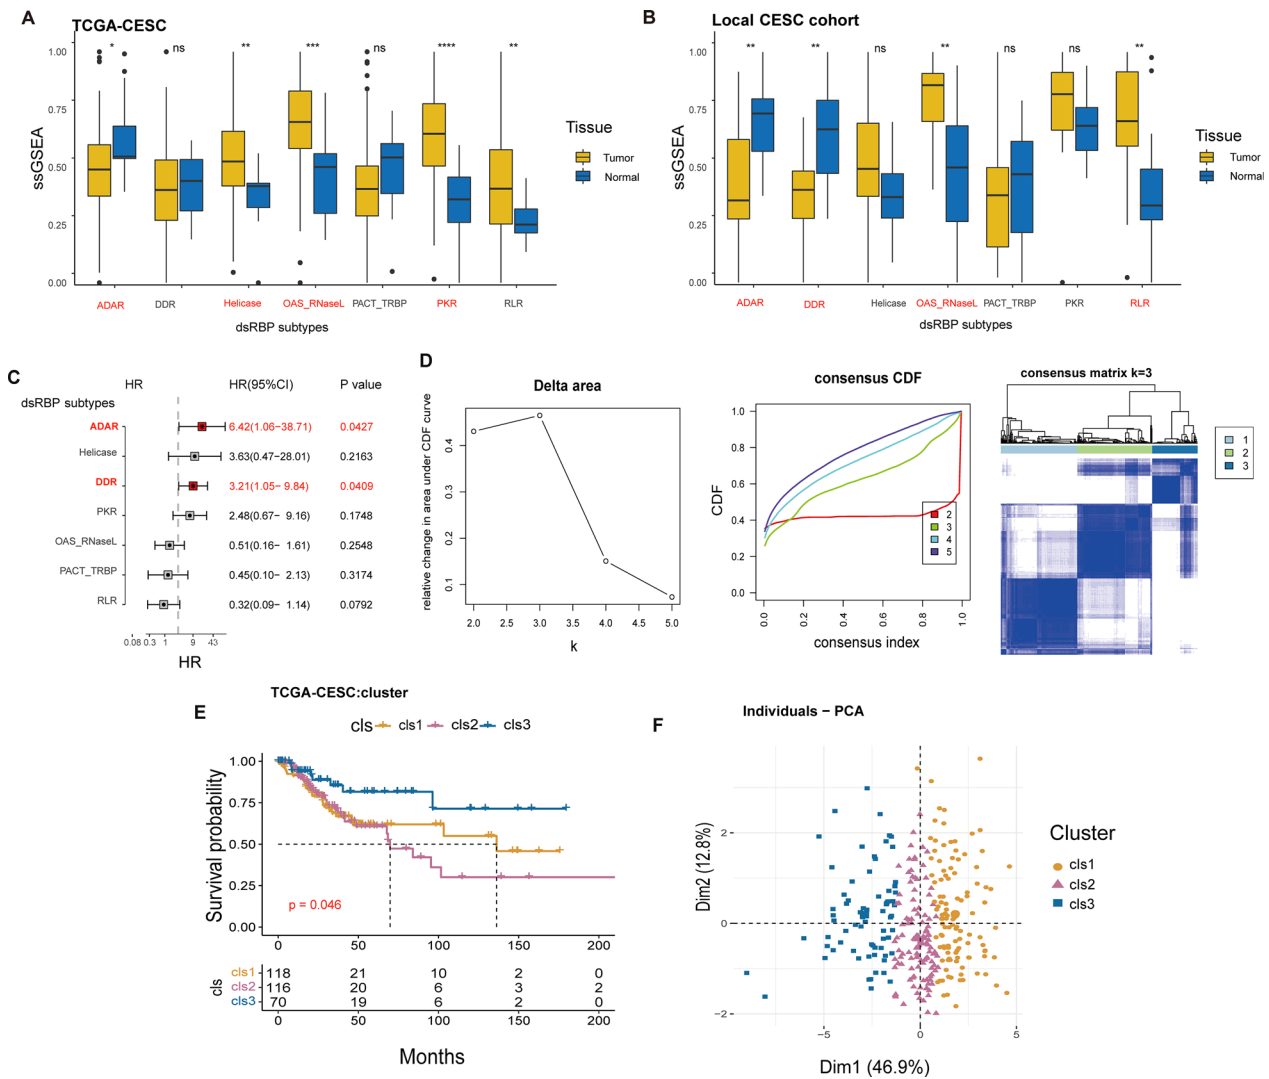 A
TCGA-CESC
ssGSEA
1.00
0.75
0.50
0.25
0.00
*
ns
**
***
ns
****
**
ADAR
DDR
Helicase
OAS_RNaseL
PACT_TRBP
PKR
RLR
dsRBP subtypes
Tissue
Tumor
Normal
B
Local CESC cohort
ssGSEA
1.00
0.75
0.50
0.25
0.00
**
**
ns
**
ns
ns
**
ADAR
DDR
Helicase
OAS_RNaseL
PACT_TRBP
PKR
RLR
dsRBP subtypes
Tissue
Tumor
Normal
C
HR HR(95%CI) P value
dsRBP subtypes
ADAR 6.42(1.06−38.71) 0.0427
Helicase 3.63(0.47−28.01) 0.2163
DDR 3.21(1.05− 9.84) 0.0409
PKR 2.48(0.67− 9.16) 0.1748
OAS_RNaseL 0.51(0.16− 1.61) 0.2548
PACT_TRBP 0.45(0.10− 2.13) 0.3174
RLR 0.32(0.09− 1.14) 0.0792
0.08 0.3 1 9 43
HR
D
Delta area
relative change in area under CDF curve
0.4
0.3
0.2
0.1
2.0 2.5 3.0 3.5 4.0 4.5 5.0
k
consensus CDF
CDF
1.0
0.8
0.6
0.4
0.2
0.0
2
3
4
5
0.0 0.2 0.4 0.6 0.8 1.0
consensus index
consensus matrix k=3
1
2
3
E
TCGA-CESC:cluster
cls cls1 cls2 cls3
Survival probability
1.00
0.75
0.50
0.25
0.00
p = 0.046
0 50 100 150 200
cls
cls1 118 21 10 2 0
cls2 116 20 6 3 2
cls3 70 19 6 2 0
0 50 100 150 200
Months
F
Individuals − PCA
Dim2 (12.8%)
2
0
−2
−5 0 5
Dim1 (46.9%)
Cluster
cls1
cls2
cls3